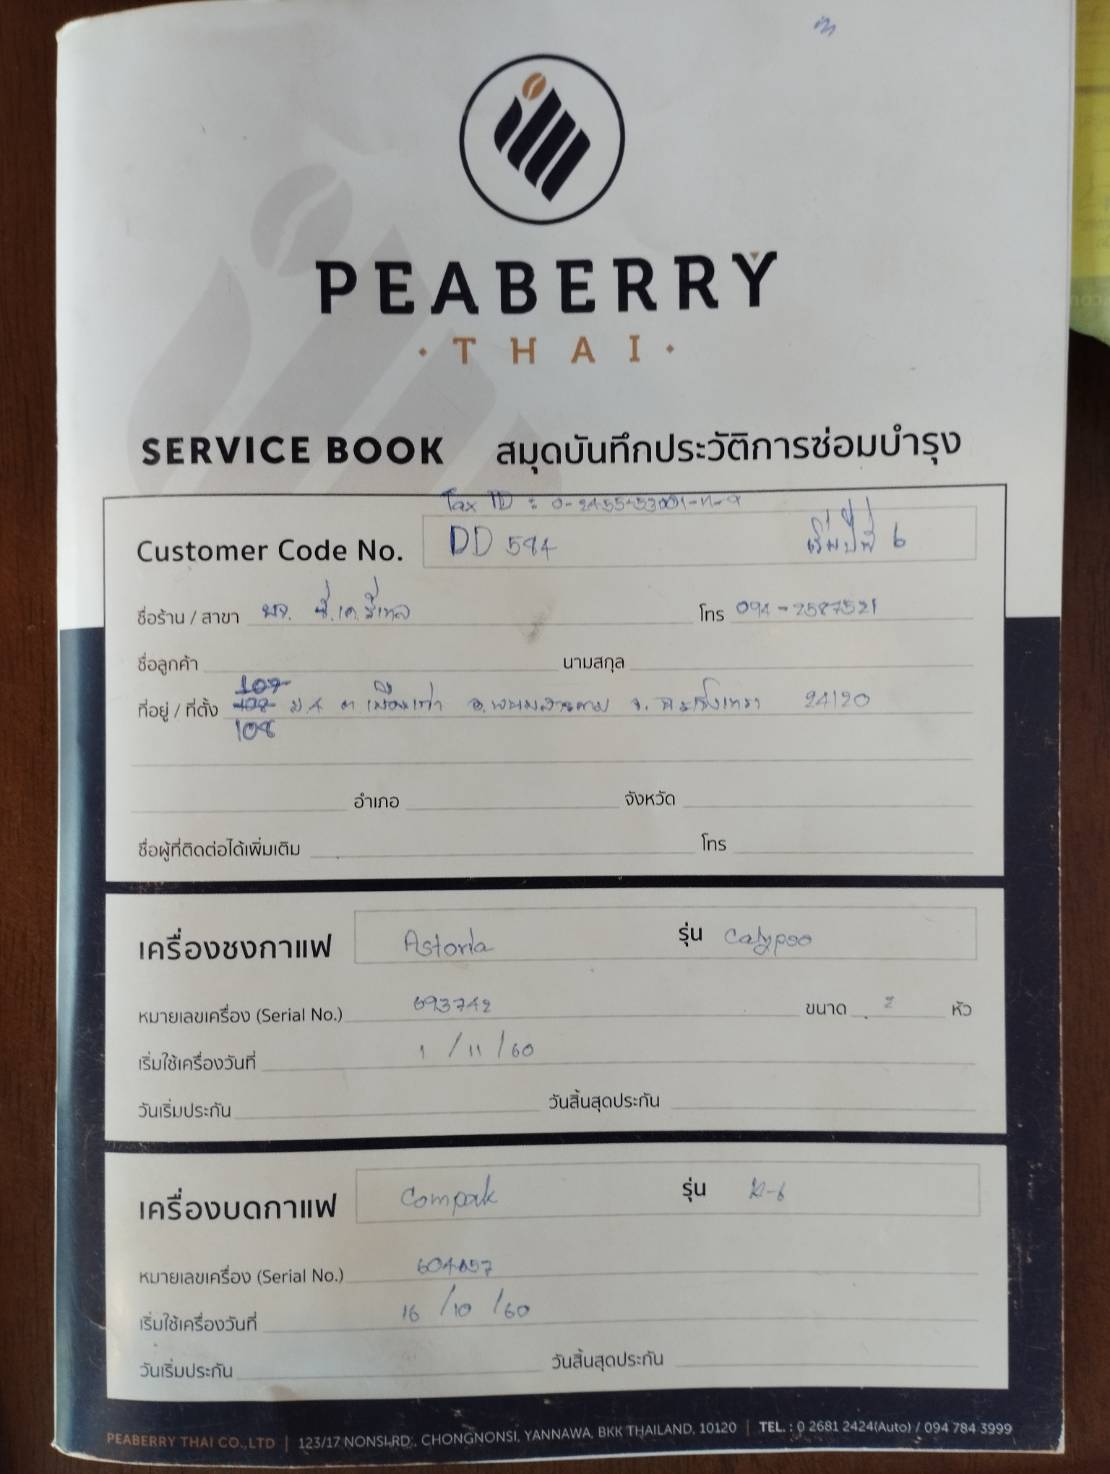 PEABERRY
· THAI ·
SERVICE BOOK สมุดบันทึกประวัติการซ่อมบำรุง
Tax ID :
Customer Code No. DD 594 เริ่มปีที่ 6
ชื่อร้าน / สาขา โทร 094-2587521
ชื่อลูกค้า นามสกุล
107
ที่อยู่ / ที่ตั้ง ม.4 ต. เมืองเก่า อ.พนมสารคาม จ. ฉะเชิงเทรา 24120
108
อำเภอ จังหวัด
ชื่อผู้ที่ติดต่อได้เพิ่มเติม โทร
เครื่องชงกาแฟ Astoria รุ่น Calypso
หมายเลขเครื่อง (Serial No.) 693742 ขนาด 2 หัว
เริ่มใช้เครื่องวันที่ 1 / 11 / 60
วันเริ่มประกัน วันสิ้นสุดประกัน
เครื่องบดกาแฟ Compak รุ่น K-6
หมายเลขเครื่อง (Serial No.)
เริ่มใช้เครื่องวันที่ 16 / 10 / 60
วันเริ่มประกัน วันสิ้นสุดประกัน
PEABERRY THAI CO.,LTD | 123/17 NONSI RD., CHONGNONSI, YANNAWA, BKK THAILAND, 10120 | TEL. : 0 2681 2424(Auto) / 094 784 3999